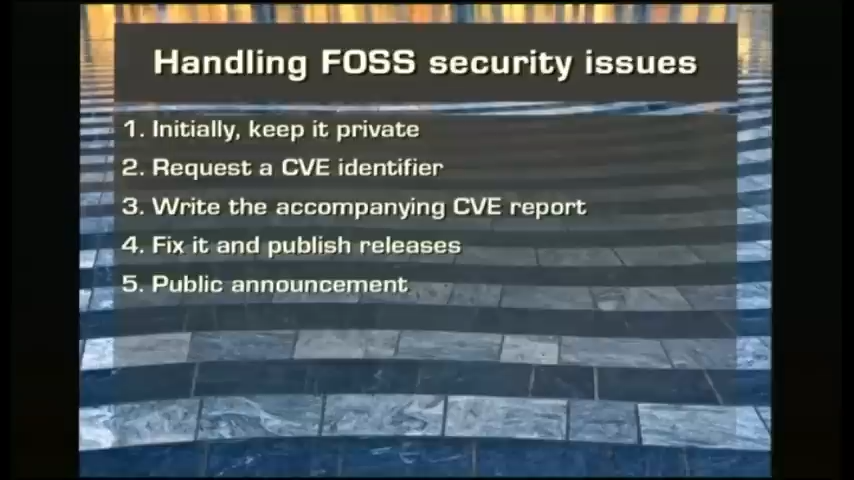 Handling FOSS security issues
1. Initially, keep it private
2. Request a CVE identifier
3. Write the accompanying CVE report
4. Fix it and publish releases
5. Public announcement